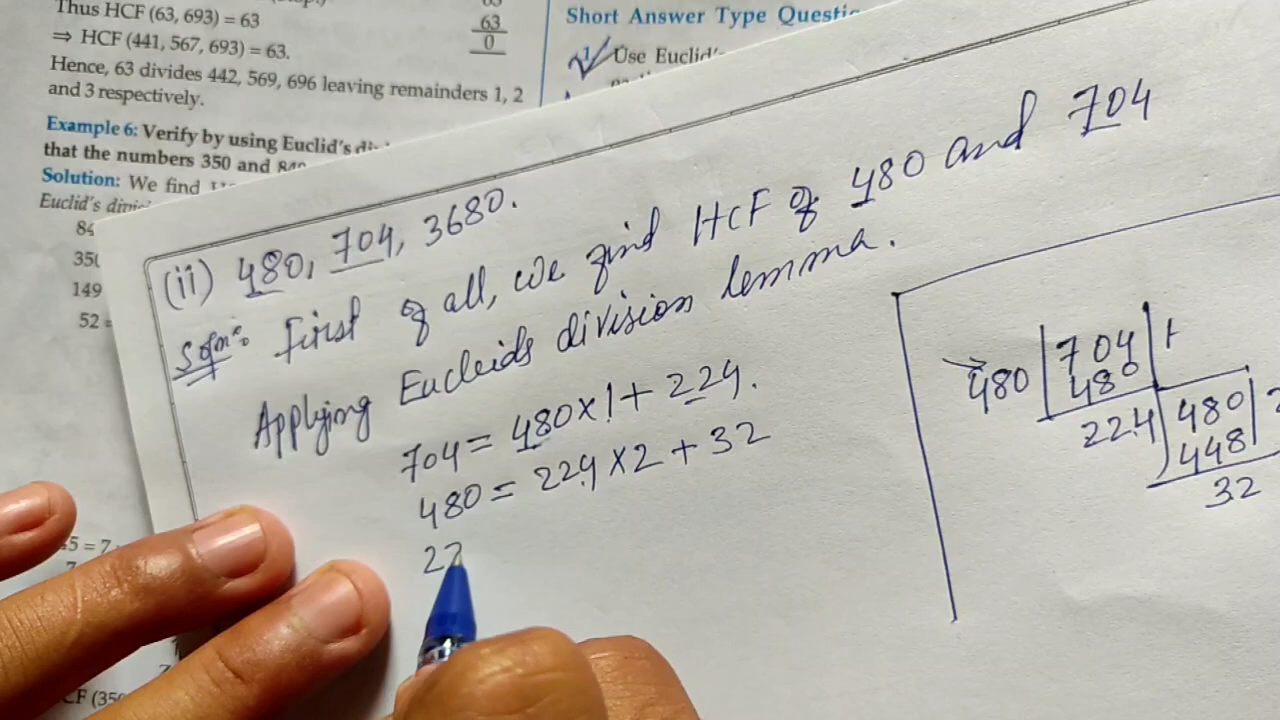 Thus HCF (63, 693) = 63
⇒ HCF (441, 567, 693) = 63.
Hence, 63 divides 442, 569, 696 leaving remainders 1, 2
and 3 respectively.
Example 6: Verify by using Euclid's
that the numbers 350 and
Solution: We find
Euclid's
84
35
149
52 =
63
0
Short Answer Type
1 Use
(ii) 480, 704, 3680.
Soln: First of all, we find HCF of 480 and 704
Applying Eucleids division lemma.
704 = 480 × 1 + 224.
480 = 224 × 2 + 32
22
480 704 1
480
224 480 2
448
32